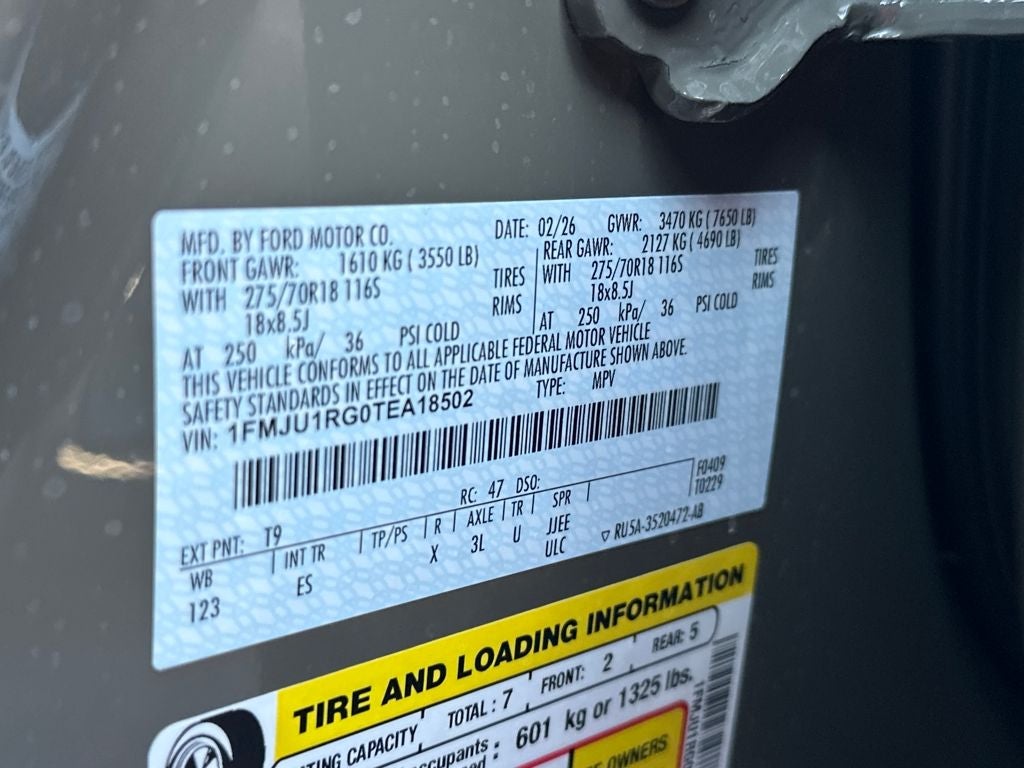 MFD. BY FORD MOTOR CO. DATE: 02/26 GVWR: 3470 KG ( 7650 LB)
FRONT GAWR: 1610 KG ( 3550 LB) REAR GAWR: 2127 KG ( 4690 LB)
WITH 275/70R18 116S TIRES WITH 275/70R18 116S TIRES
18x8.5J RIMS 18x8.5J RIMS
AT 250 kPa/ 36 PSI COLD AT 250 kPa/ 36 PSI COLD
THIS VEHICLE CONFORMS TO ALL APPLICABLE FEDERAL MOTOR VEHICLE
SAFETY STANDARDS IN EFFECT ON THE DATE OF MANUFACTURE SHOWN ABOVE.
VIN: 1FMJU1RG0TEA18502 TYPE: MPV
F0409
T0229
EXT PNT: T9 RC: 47 DSO:
WB INT TR TP/PS R AXLE TR SPR
123 ES X 3L U JJEE
ULC ▽ RU5A-3520472-AB
TIRE AND LOADING INFORMATION
TING CAPACITY TOTAL : 7 FRONT: 2 REAR: 5
ccupants : 601 kg or 1325 lbs.
ed :
OWNERS